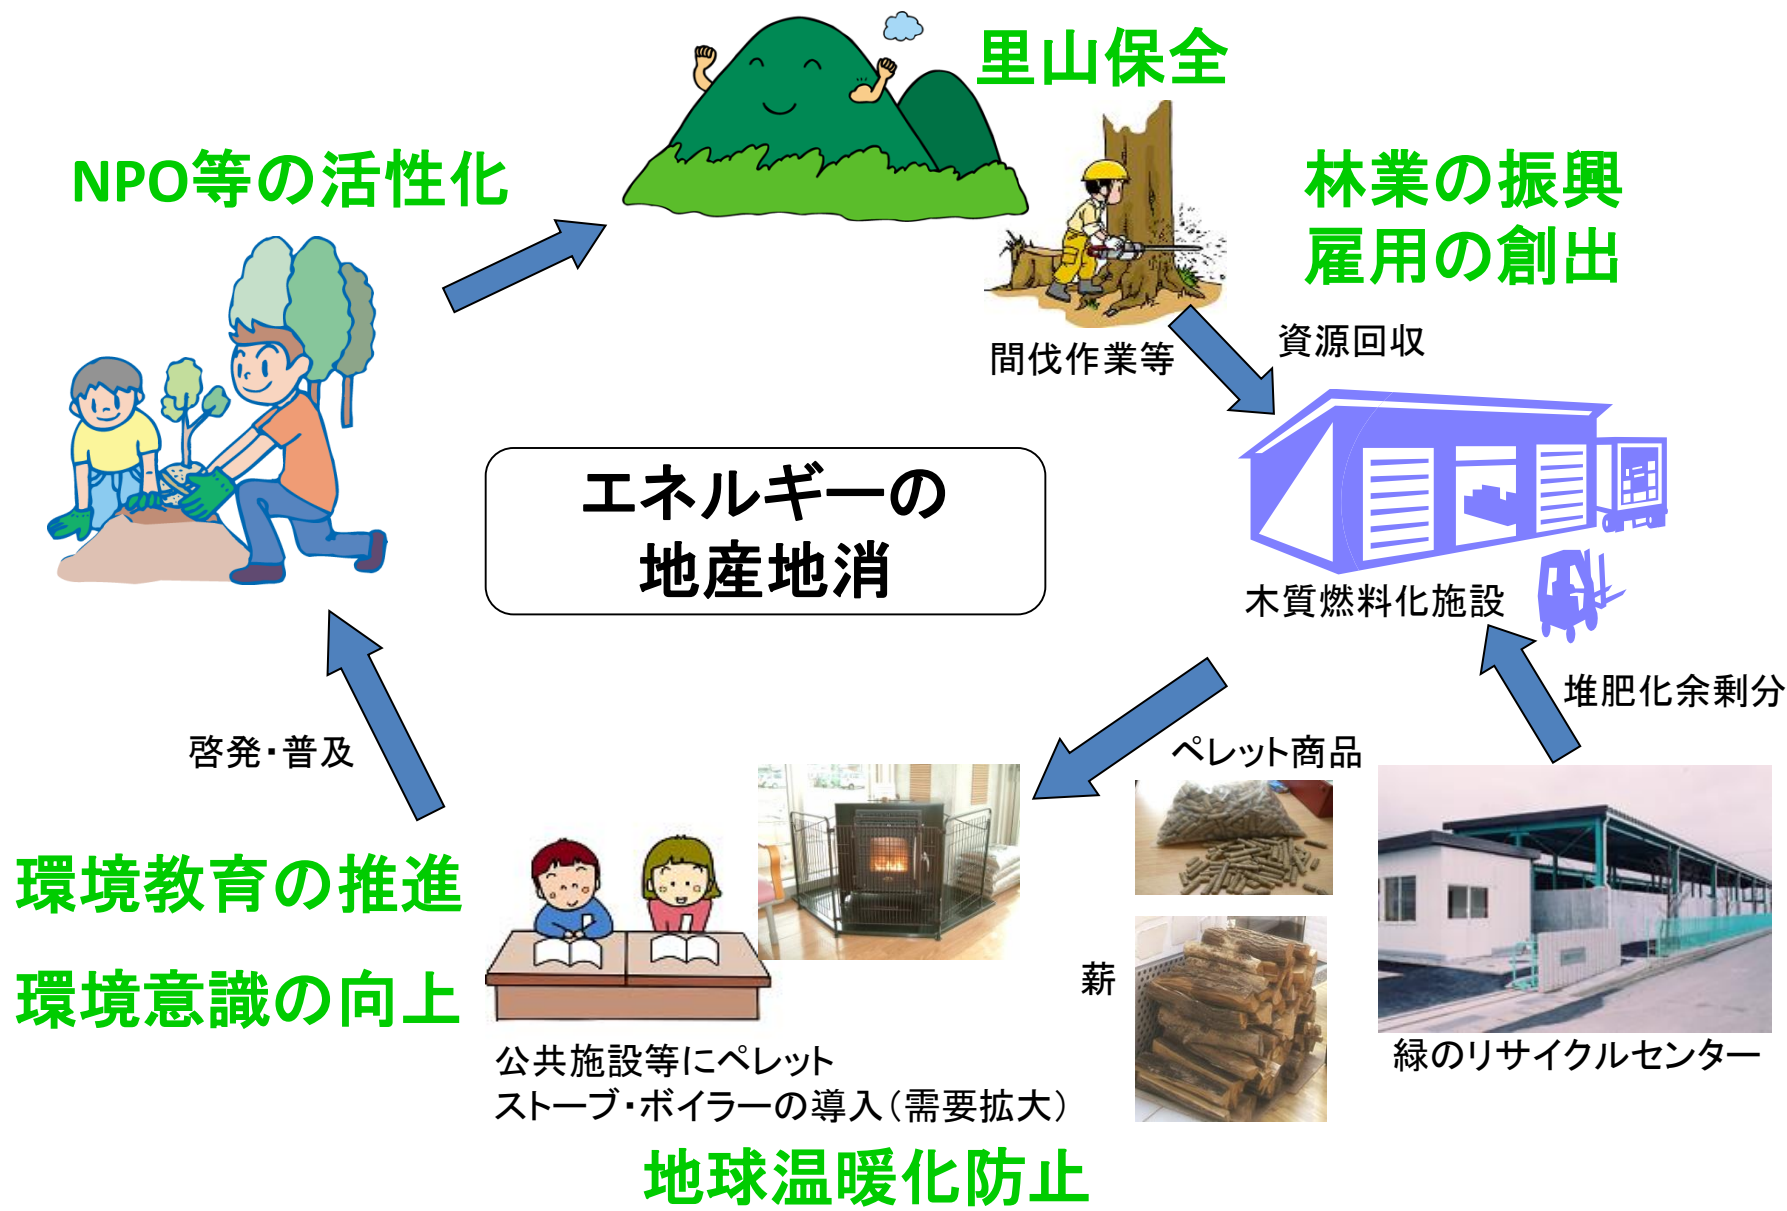 里山保全
NPO等の活性化
林業の振興
雇用の創出
資源回収
間伐作業等
エネルギーの
地産地消
木質燃料化施設
堆肥化余剰分
啓発・普及
ペレット商品
環境教育の推進
薪
環境意識の向上
緑のリサイクルセンター
公共施設等にペレット
ストーブ・ボイラーの導入（需要拡大）
地球温暖化防止